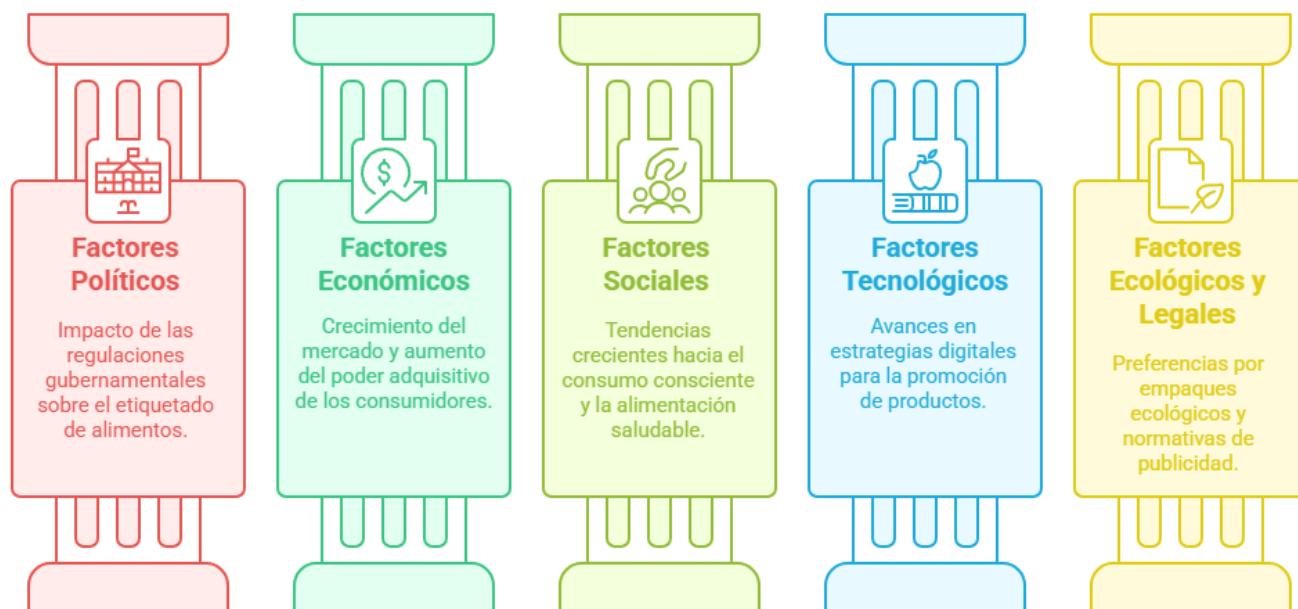 Factores
Políticos
Impacto de las
regulaciones
gubernamentales
sobre el etiquetado
de alimentos.
Factores
Económicos
Crecimiento del
mercado y aumento
del poder adquisitivo
de los consumidores.
Factores
Sociales
Tendencias
crecientes hacia el
consumo consciente
y la alimentación
saludable.
Factores
Tecnológicos
Avances en
estrategias digitales
para la promoción
de productos.
Factores
Ecológicos y
Legales
Preferencias por
empaques
ecológicos y
normativas de
publicidad.